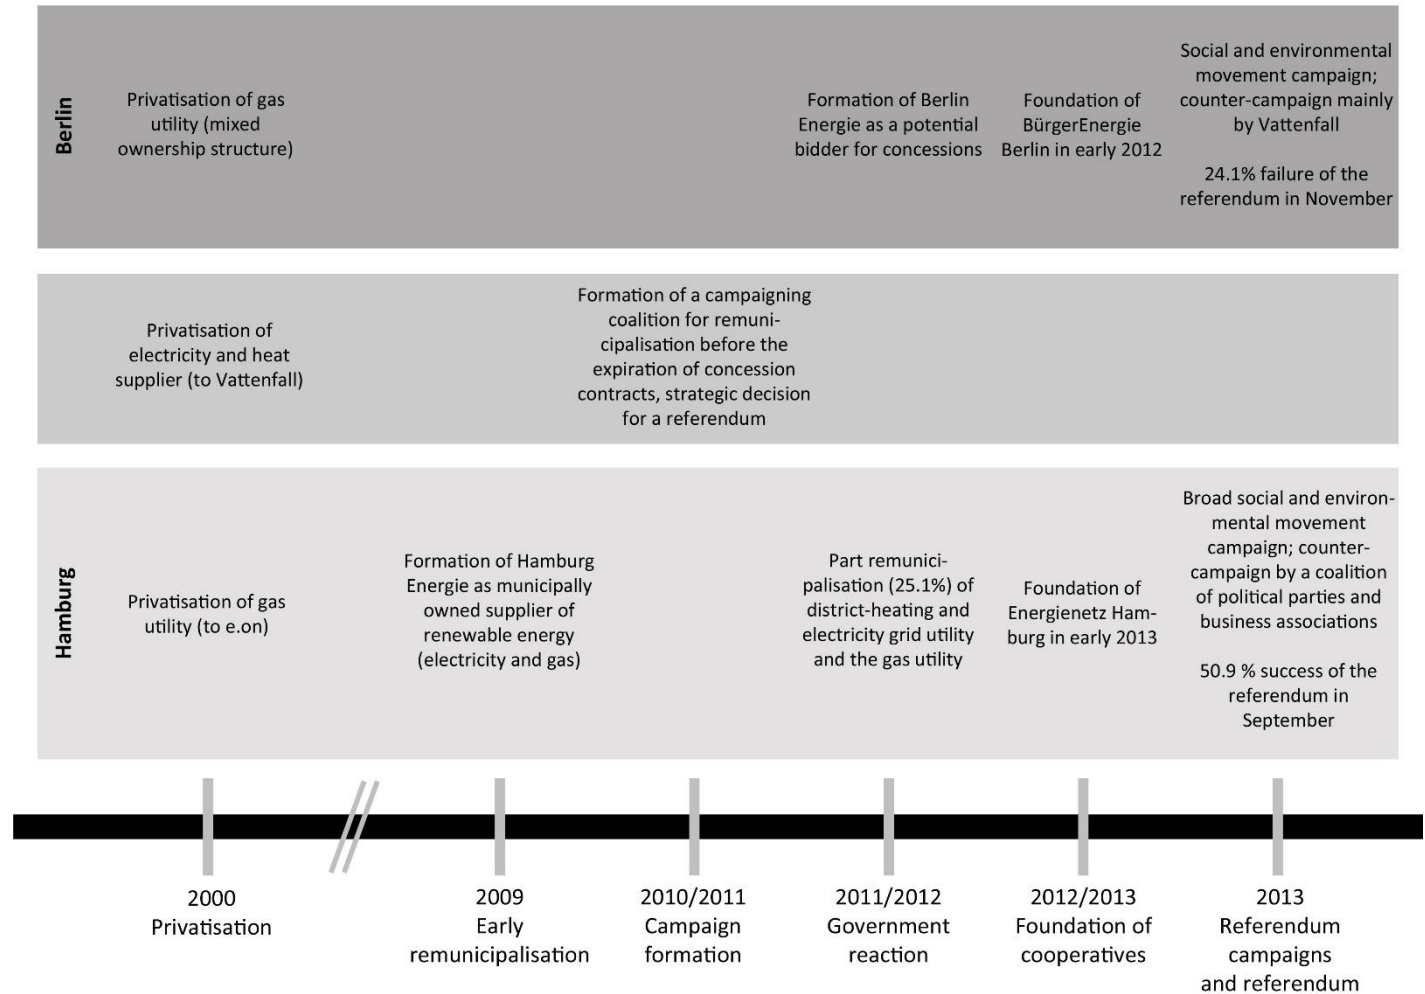 Berlin
Privatisation of gas
utility (mixed
ownership structure)
Formation of Berlin
Energie as a potential
bidder for concessions
Foundation of
BürgerEnergie
Berlin in early 2012
Social and environmental
movement campaign;
counter-campaign mainly
by Vattenfall
24.1% failure of the
referendum in November
Privatisation of
electricity and heat
supplier (to Vattenfall)
Formation of a campaigning
coalition for remuni-
cipalisation before the
expiration of concession
contracts, strategic decision
for a referendum
Hamburg
Privatisation of gas
utility (to e.on)
Formation of Hamburg
Energie as municipally
owned supplier of
renewable energy
(electricity and gas)
Part remunici-
palisation (25.1%) of
district-heating and
electricity grid utility
and the gas utility
Foundation of
Energienetz Ham-
burg in early 2013
Broad social and environ-
mental movement
campaign; counter-
campaign by a coalition
of political parties and
business associations
50.9 % success of the
referendum in
September
2000
Privatisation
2009
Early
remunicipalisation
2010/2011
Campaign
formation
2011/2012
Government
reaction
2012/2013
Foundation of
cooperatives
2013
Referendum
campaigns
and referendum